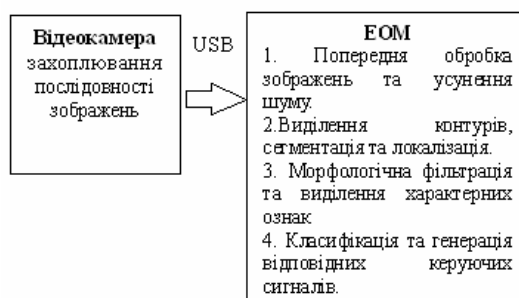 Відеокамера
захоплювання
послідовності
зображень
USB
ЕОМ
1. Попередня обробка
зображень та усунення
шуму.
2.Виділення контурів,
сегментація та локалізація.
3. Морфологічна фільтрація
та виділення характерних
ознак
4. Класифікація та генерація
відповідних керуючих
сигналів.